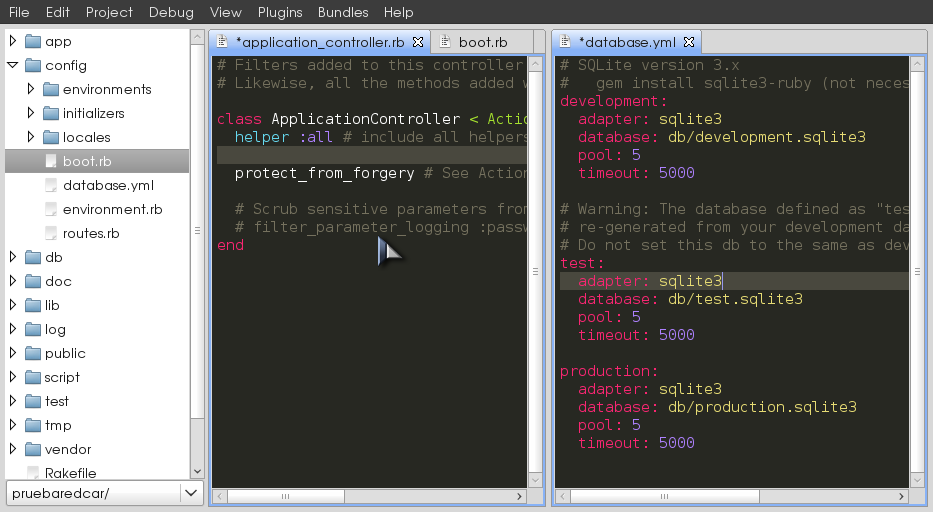 File Edit Project Debug View Plugins Bundles Help
app
config
environments
initializers
locales
boot.rb
database.yml
environment.rb
routes.rb
db
doc
lib
log
public
script
test
tmp
vendor
Rakefile
pruebaredcar/
*application_controller.rb boot.rb
# Filters added to this controller
# Likewise, all the methods added
class ApplicationController < Actio
helper :all # include all helpers
protect_from_forgery # See Action
# Scrub sensitive parameters from
# filter_parameter_logging :passw
end
*database.yml
# SQLite version 3.x
#   gem install sqlite3-ruby (not neces
development:
adapter: sqlite3
database: db/development.sqlite3
pool: 5
timeout: 5000
# Warning: The database defined as "tes
# re-generated from your development da
# Do not set this db to the same as dev
test:
adapter: sqlite3
database: db/test.sqlite3
pool: 5
timeout: 5000
production:
adapter: sqlite3
database: db/production.sqlite3
pool: 5
timeout: 5000